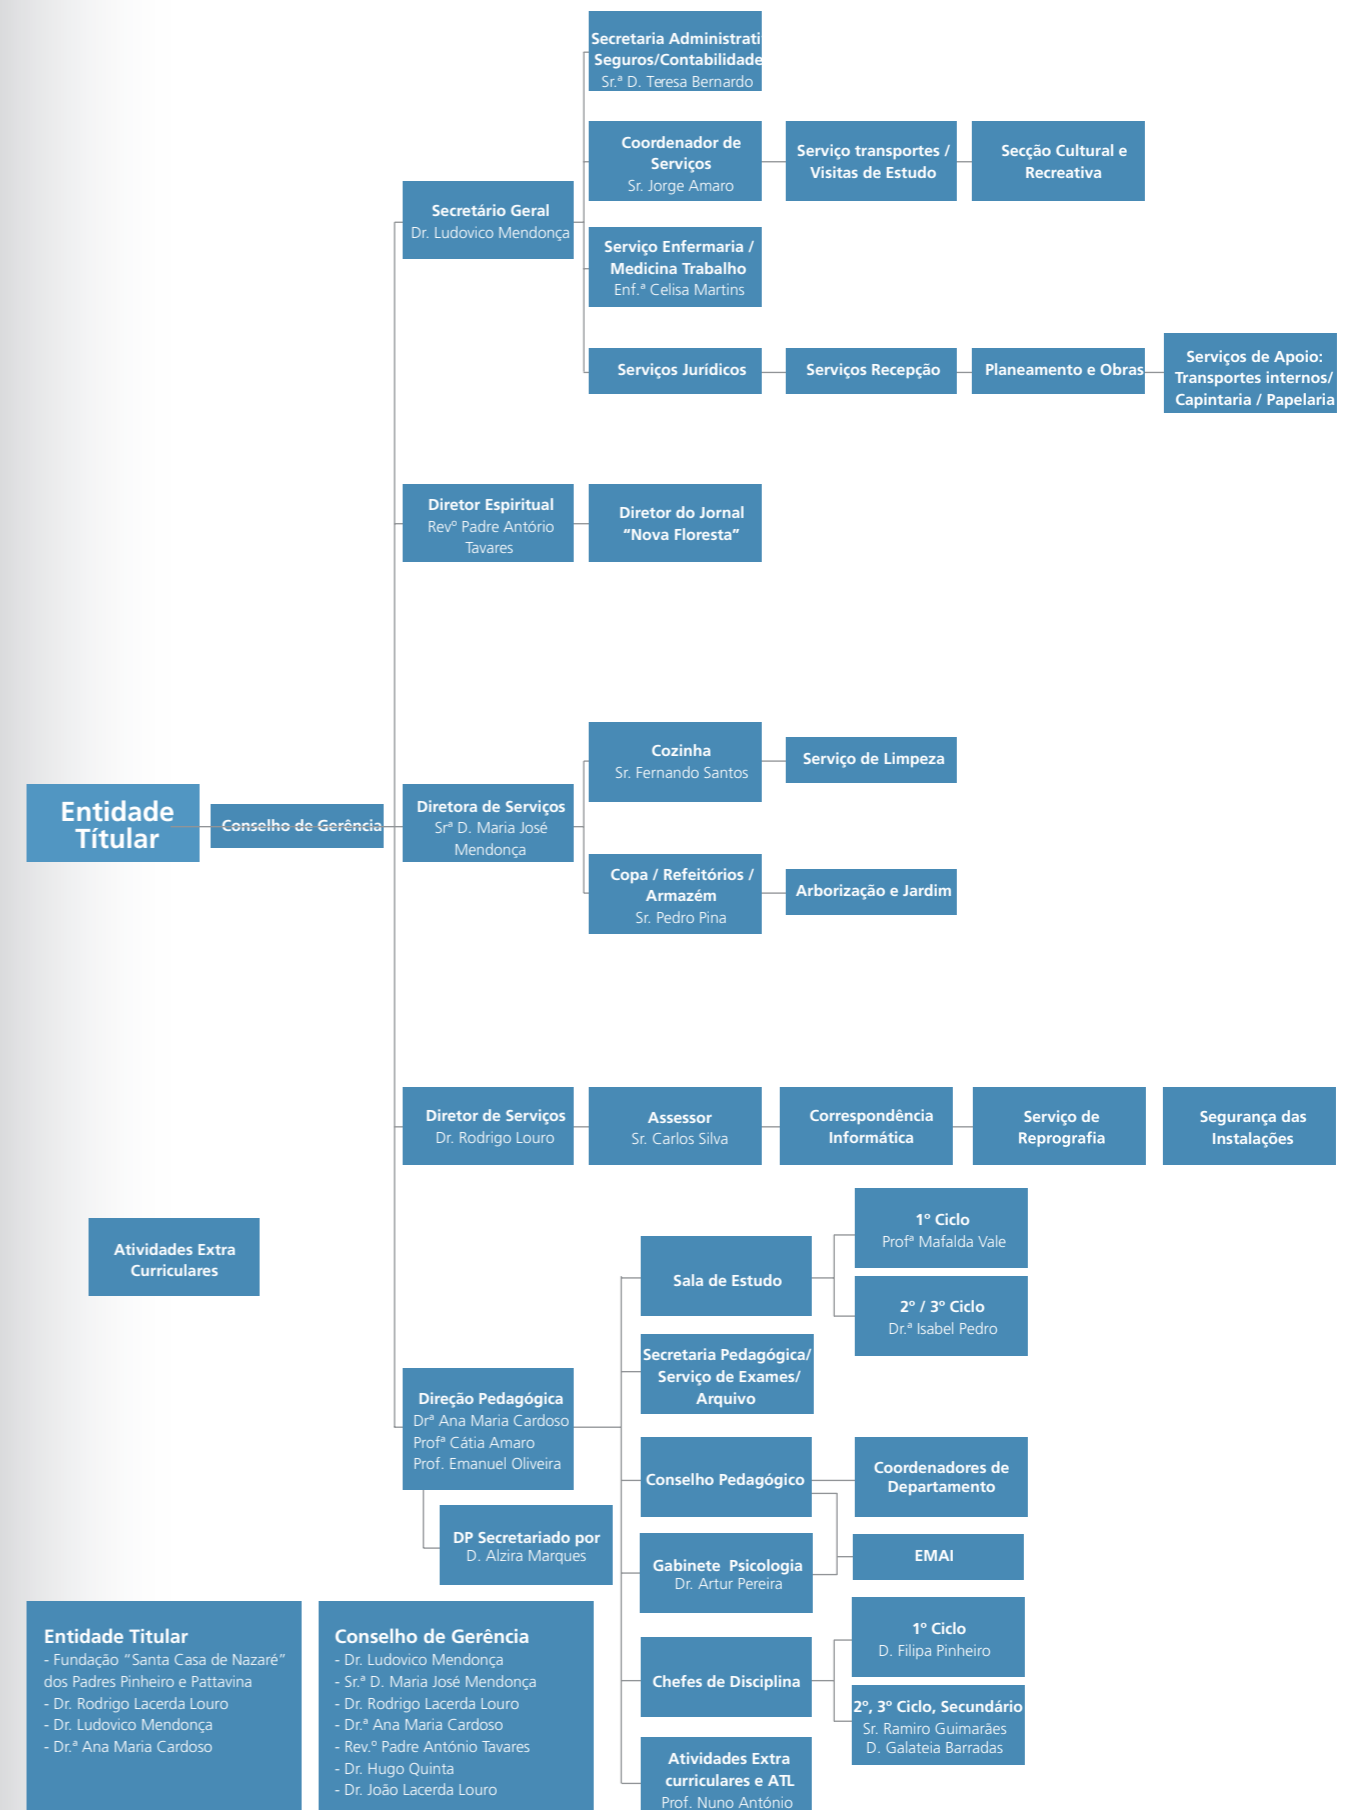 Secretaria Administrati
Seguros/Contabilidade
Sr.ª D. Teresa Bernardo
Coordenador de
Serviços
Sr. Jorge Amaro
Serviço transportes /
Visitas de Estudo
Secção Cultural e
Recreativa
Secretário Geral
Dr. Ludovico Mendonça
Serviço Enfermaria /
Medicina Trabalho
Enf.ª Celisa Martins
Serviços Jurídicos
Serviços Recepção
Planeamento e Obras
Serviços de Apoio:
Transportes internos/
Capintaria / Papelaria
Diretor Espiritual
Revº Padre Antório
Tavares
Diretor do Jornal
“Nova Floresta”
Cozinha
Sr. Fernando Santos
Serviço de Limpeza
Entidade
Títular
Conselho de Gerência
Diretora de Serviços
Srª D. Maria José
Mendonça
Copa / Refeitórios /
Armazém
Sr. Pedro Pina
Arborização e Jardim
Diretor de Serviços
Dr. Rodrigo Louro
Assessor
Sr. Carlos Silva
Correspondência
Informática
Serviço de
Reprografia
Segurança das
Instalações
Atividades Extra
Curriculares
Sala de Estudo
1º Ciclo
Profª Mafalda Vale
2º / 3º Ciclo
Dr.ª Isabel Pedro
Secretaria Pedagógica/
Serviço de Exames/
Arquivo
Direção Pedagógica
Drª Ana Maria Cardoso
Profª Cátia Amaro
Prof. Emanuel Oliveira
Conselho Pedagógico
Coordenadores de
Departamento
DP Secretariado por
D. Alzira Marques
Gabinete  Psicologia
Dr. Artur Pereira
EMAI
Chefes de Disciplina
1º Ciclo
D. Filipa Pinheiro
2º, 3º Ciclo, Secundário
Sr. Ramiro Guimarães
D. Galateia Barradas
Atividades Extra
curriculares e ATL
Prof. Nuno António
Entidade Titular
- Fundação “Santa Casa de Nazaré”
dos Padres Pinheiro e Pattavina
- Dr. Rodrigo Lacerda Louro
- Dr. Ludovico Mendonça
- Dr.ª Ana Maria Cardoso
Conselho de Gerência
- Dr. Ludovico Mendonça
- Sr.ª D. Maria José Mendonça
- Dr. Rodrigo Lacerda Louro
- Dr.ª Ana Maria Cardoso
- Rev.º Padre António Tavares
- Dr. Hugo Quinta
- Dr. João Lacerda Louro